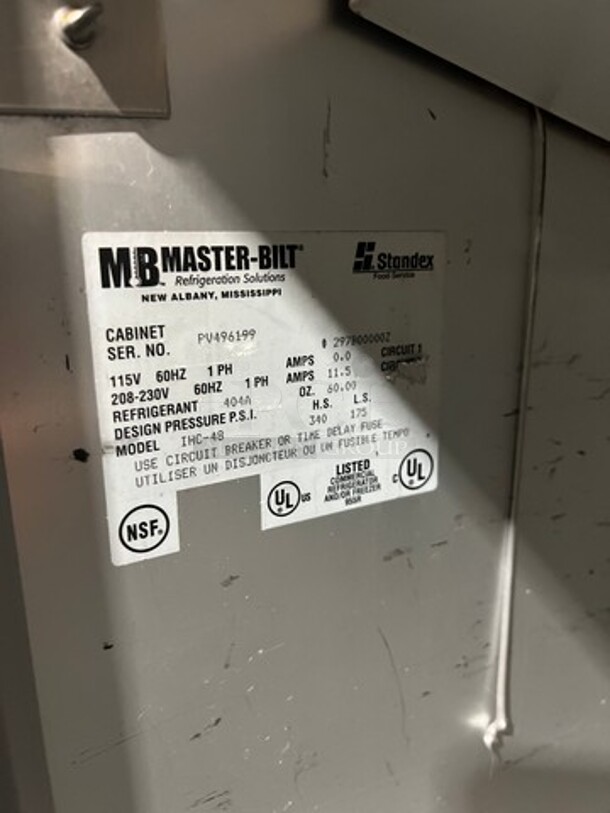 MB MASTER-BILT®
Refrigeration Solutions
NEW ALBANY, MISSISSIPPI
S. Standex
Food Service
CABINET
SER. NO. PV496199
115V 60HZ 1 PH AMPS 0.0 CIRCUIT 1
208-230V 60HZ 1 PH AMPS 11.5
REFRIGERANT 404A OZ. 60.00
DESIGN PRESSURE P.S.I. H.S. L.S.
340 175
MODEL IHC-48
USE CIRCUIT BREAKER OR TIME DELAY FUSE
UTILISER UN DISJONCTEUR OU UN FUSIBLE TEMPO
NSF®
UL® US
LISTED
COMMERCIAL
REFRIGERATOR
AND/OR FREEZER
C UL®